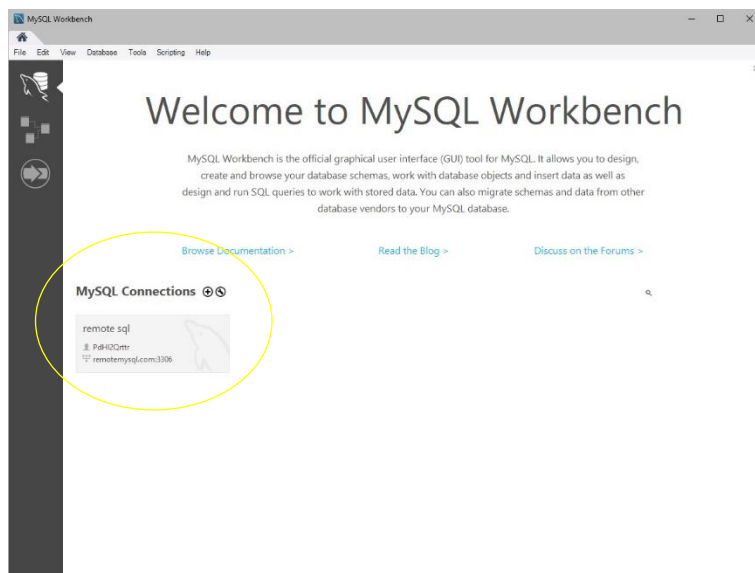 MySQL Workbench
File Edit View Database Tools Scripting Help
Welcome to MySQL Workbench
MySQL Workbench is the official graphical user interface (GUI) tool for MySQL. It allows you to design,
create and browse your database schemas, work with database objects and insert data as well as
design and run SQL queries to work with stored data. You can also migrate schemas and data from other
database vendors to your MySQL database.
Browse Documentation > Read the Blog > Discuss on the Forums >
MySQL Connections
remote sql
remotemysql.com:3306